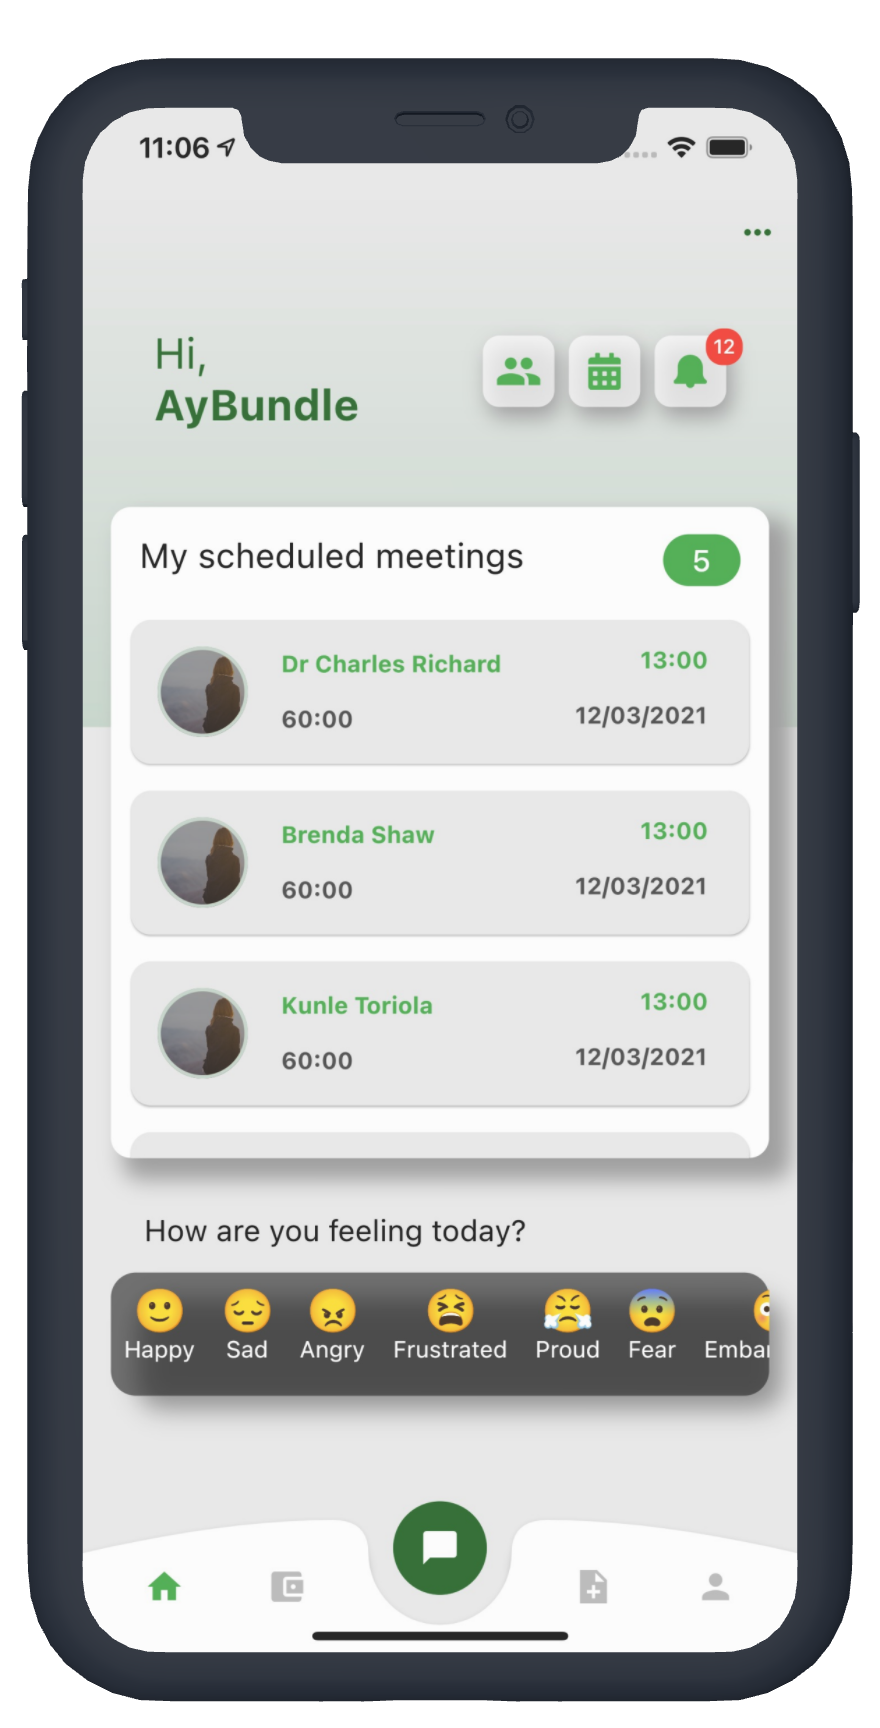 11:06
Hi,
AyBundle
12
My scheduled meetings
5
Dr Charles Richard
13:00
60:00
12/03/2021
Brenda Shaw
13:00
60:00
12/03/2021
Kunle Toriola
13:00
60:00
12/03/2021
How are you feeling today?
Happy Sad Angry Frustrated Proud Fear Embar